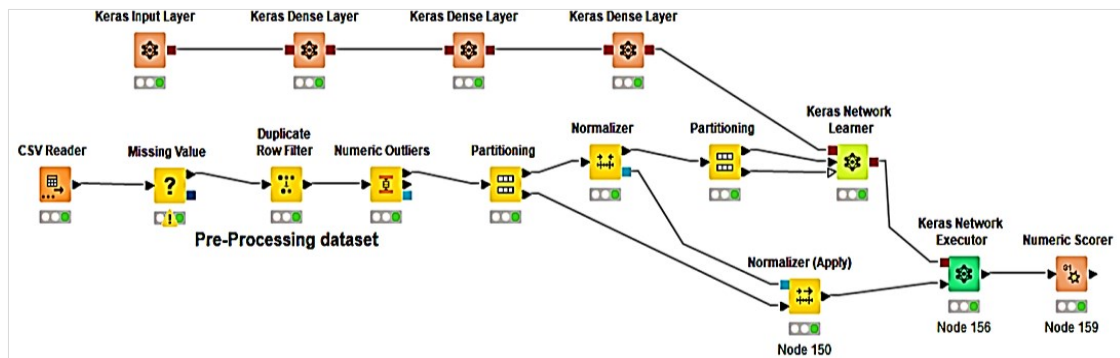 Keras Input Layer
Keras Dense Layer
Keras Dense Layer
Keras Dense Layer
Keras Network
Learner
CSV Reader
Missing Value
Duplicate
Row Filter
Numeric Outliers
Partitioning
Normalizer
Partitioning
Pre-Processing dataset
Normalizer (Apply)
Node 150
Keras Network
Executor
Node 156
Numeric Scorer
Node 159